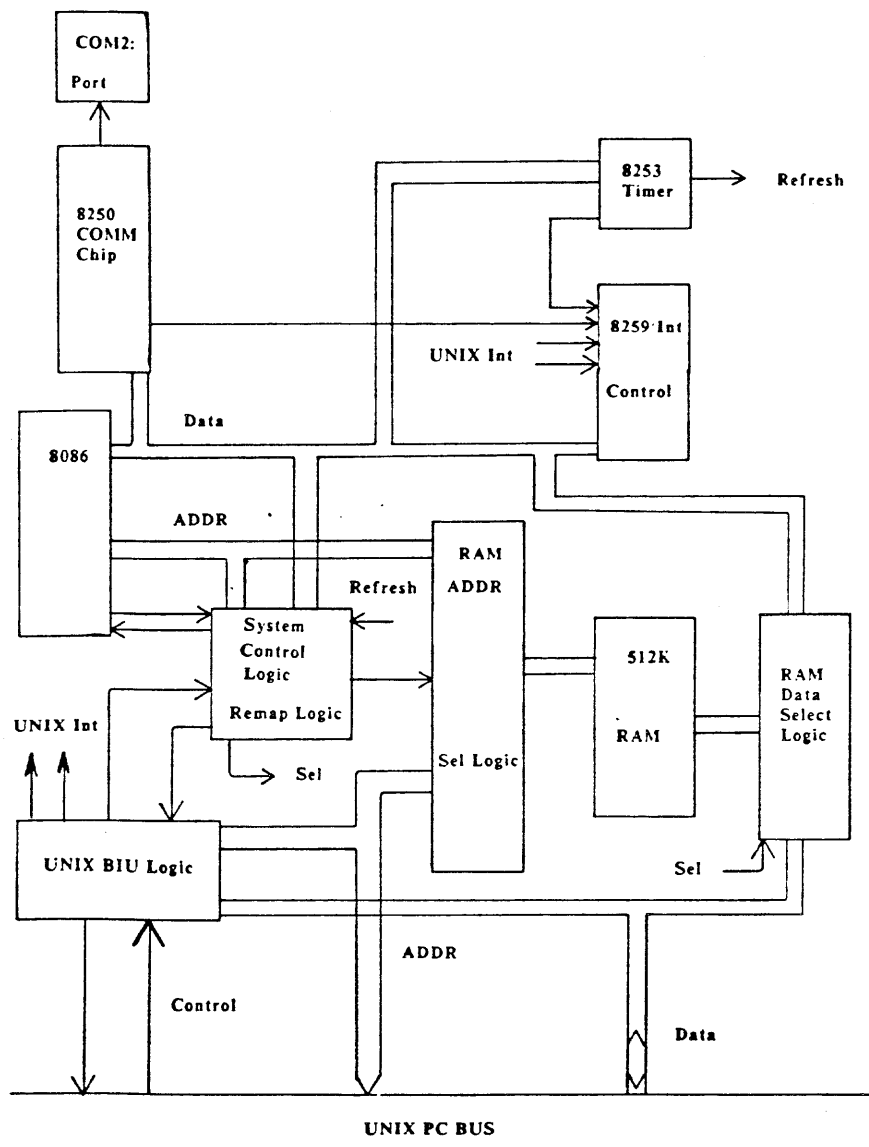 COM2:
Port
8250
COMM
Chip
8253
Timer
Refresh
8259 Int
Control
UNIX Int
Data
8086
ADDR
RAM
ADDR
Sel Logic
Refresh
System
Control
Logic
Remap Logic
512K
RAM
RAM
Data
Select
Logic
UNIX Int
Sel
Sel
UNIX BIU Logic
ADDR
Control
Data
UNIX PC BUS